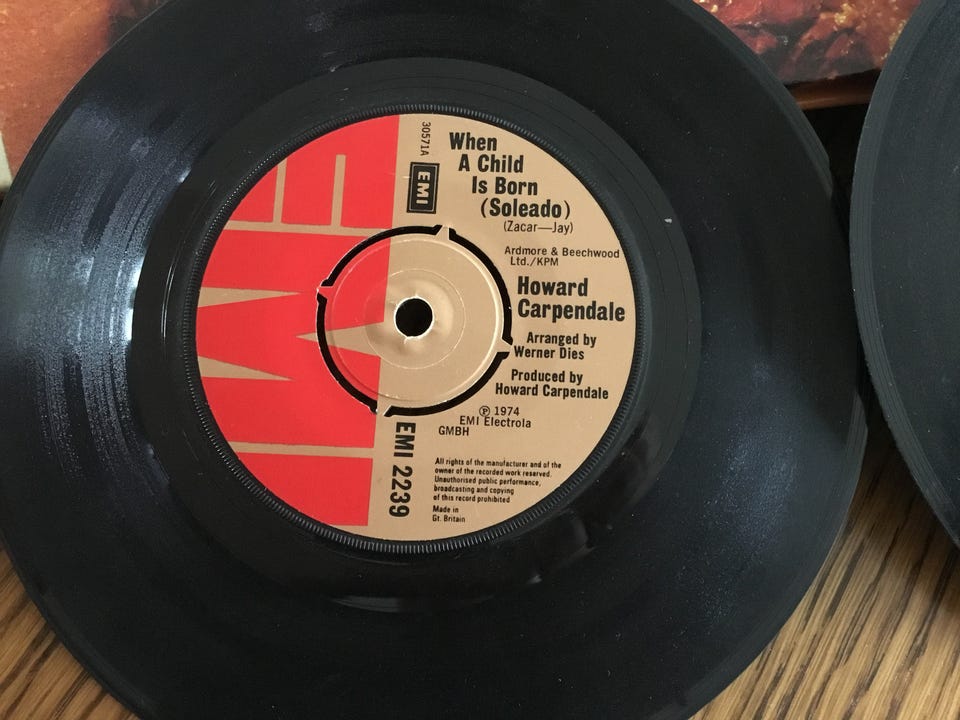 30571A
EMI
When
A Child
Is Born
(Soleado)
(Zacar—Jay)
Ardmore & Beechwood
Ltd./KPM
Howard
Carpendale
Arranged by
Werner Dies
Produced by
Howard Carpendale
℗ 1974
EMI Electrola
GMBH
EMI 2239
All rights of the manufacturer and of the
owner of the recorded work reserved.
Unauthorised public performance,
broadcasting and copying
of this record prohibited
Made in
Gt. Britain
EMI